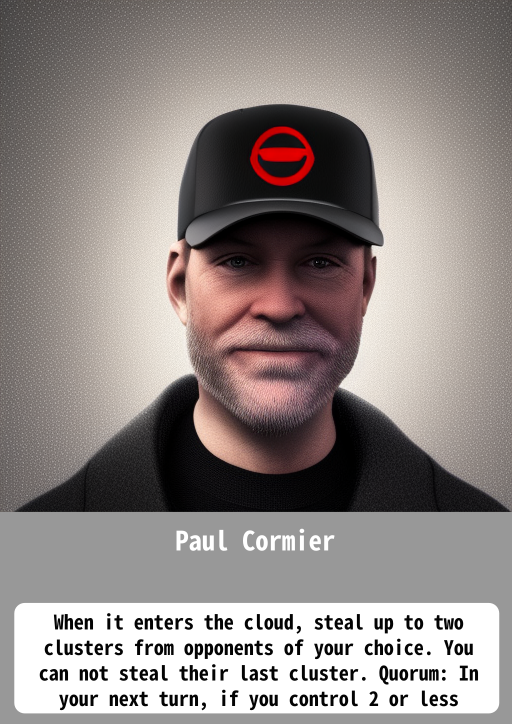 Paul Cormier
When it enters the cloud, steal up to two
clusters from opponents of your choice. You
can not steal their last cluster. Quorum: In
your next turn, if you control 2 or less